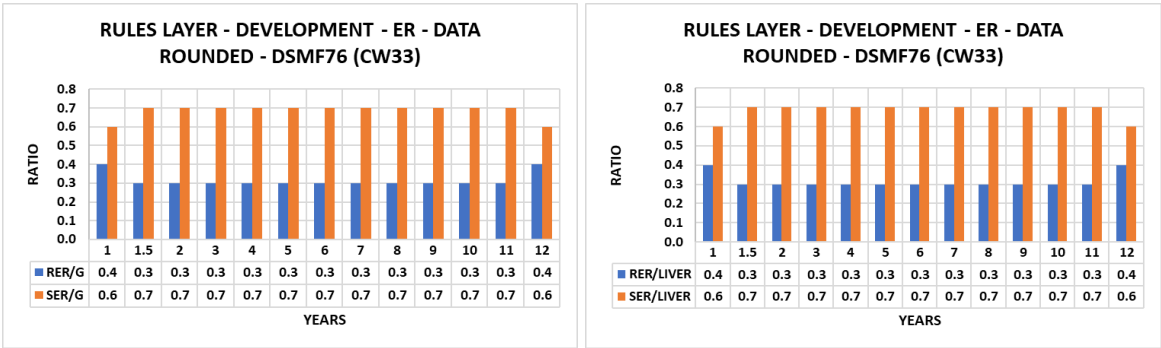 RULES LAYER - DEVELOPMENT - ER - DATA
ROUNDED - DSMF76 (CW33)
RATIO
0.8
0.7
0.6
0.5
0.4
0.3
0.2
0.1
0.0
1 1.5 2 3 4 5 6 7 8 9 10 11 12
RER/G 0.4 0.3 0.3 0.3 0.3 0.3 0.3 0.3 0.3 0.3 0.3 0.3 0.4
SER/G 0.6 0.7 0.7 0.7 0.7 0.7 0.7 0.7 0.7 0.7 0.7 0.7 0.6
YEARS
RULES LAYER - DEVELOPMENT - ER - DATA
ROUNDED - DSMF76 (CW33)
RATIO
0.8
0.7
0.6
0.5
0.4
0.3
0.2
0.1
0.0
1 1.5 2 3 4 5 6 7 8 9 10 11 12
RER/LIVER 0.4 0.3 0.3 0.3 0.3 0.3 0.3 0.3 0.3 0.3 0.3 0.3 0.4
SER/LIVER 0.6 0.7 0.7 0.7 0.7 0.7 0.7 0.7 0.7 0.7 0.7 0.7 0.6
YEARS